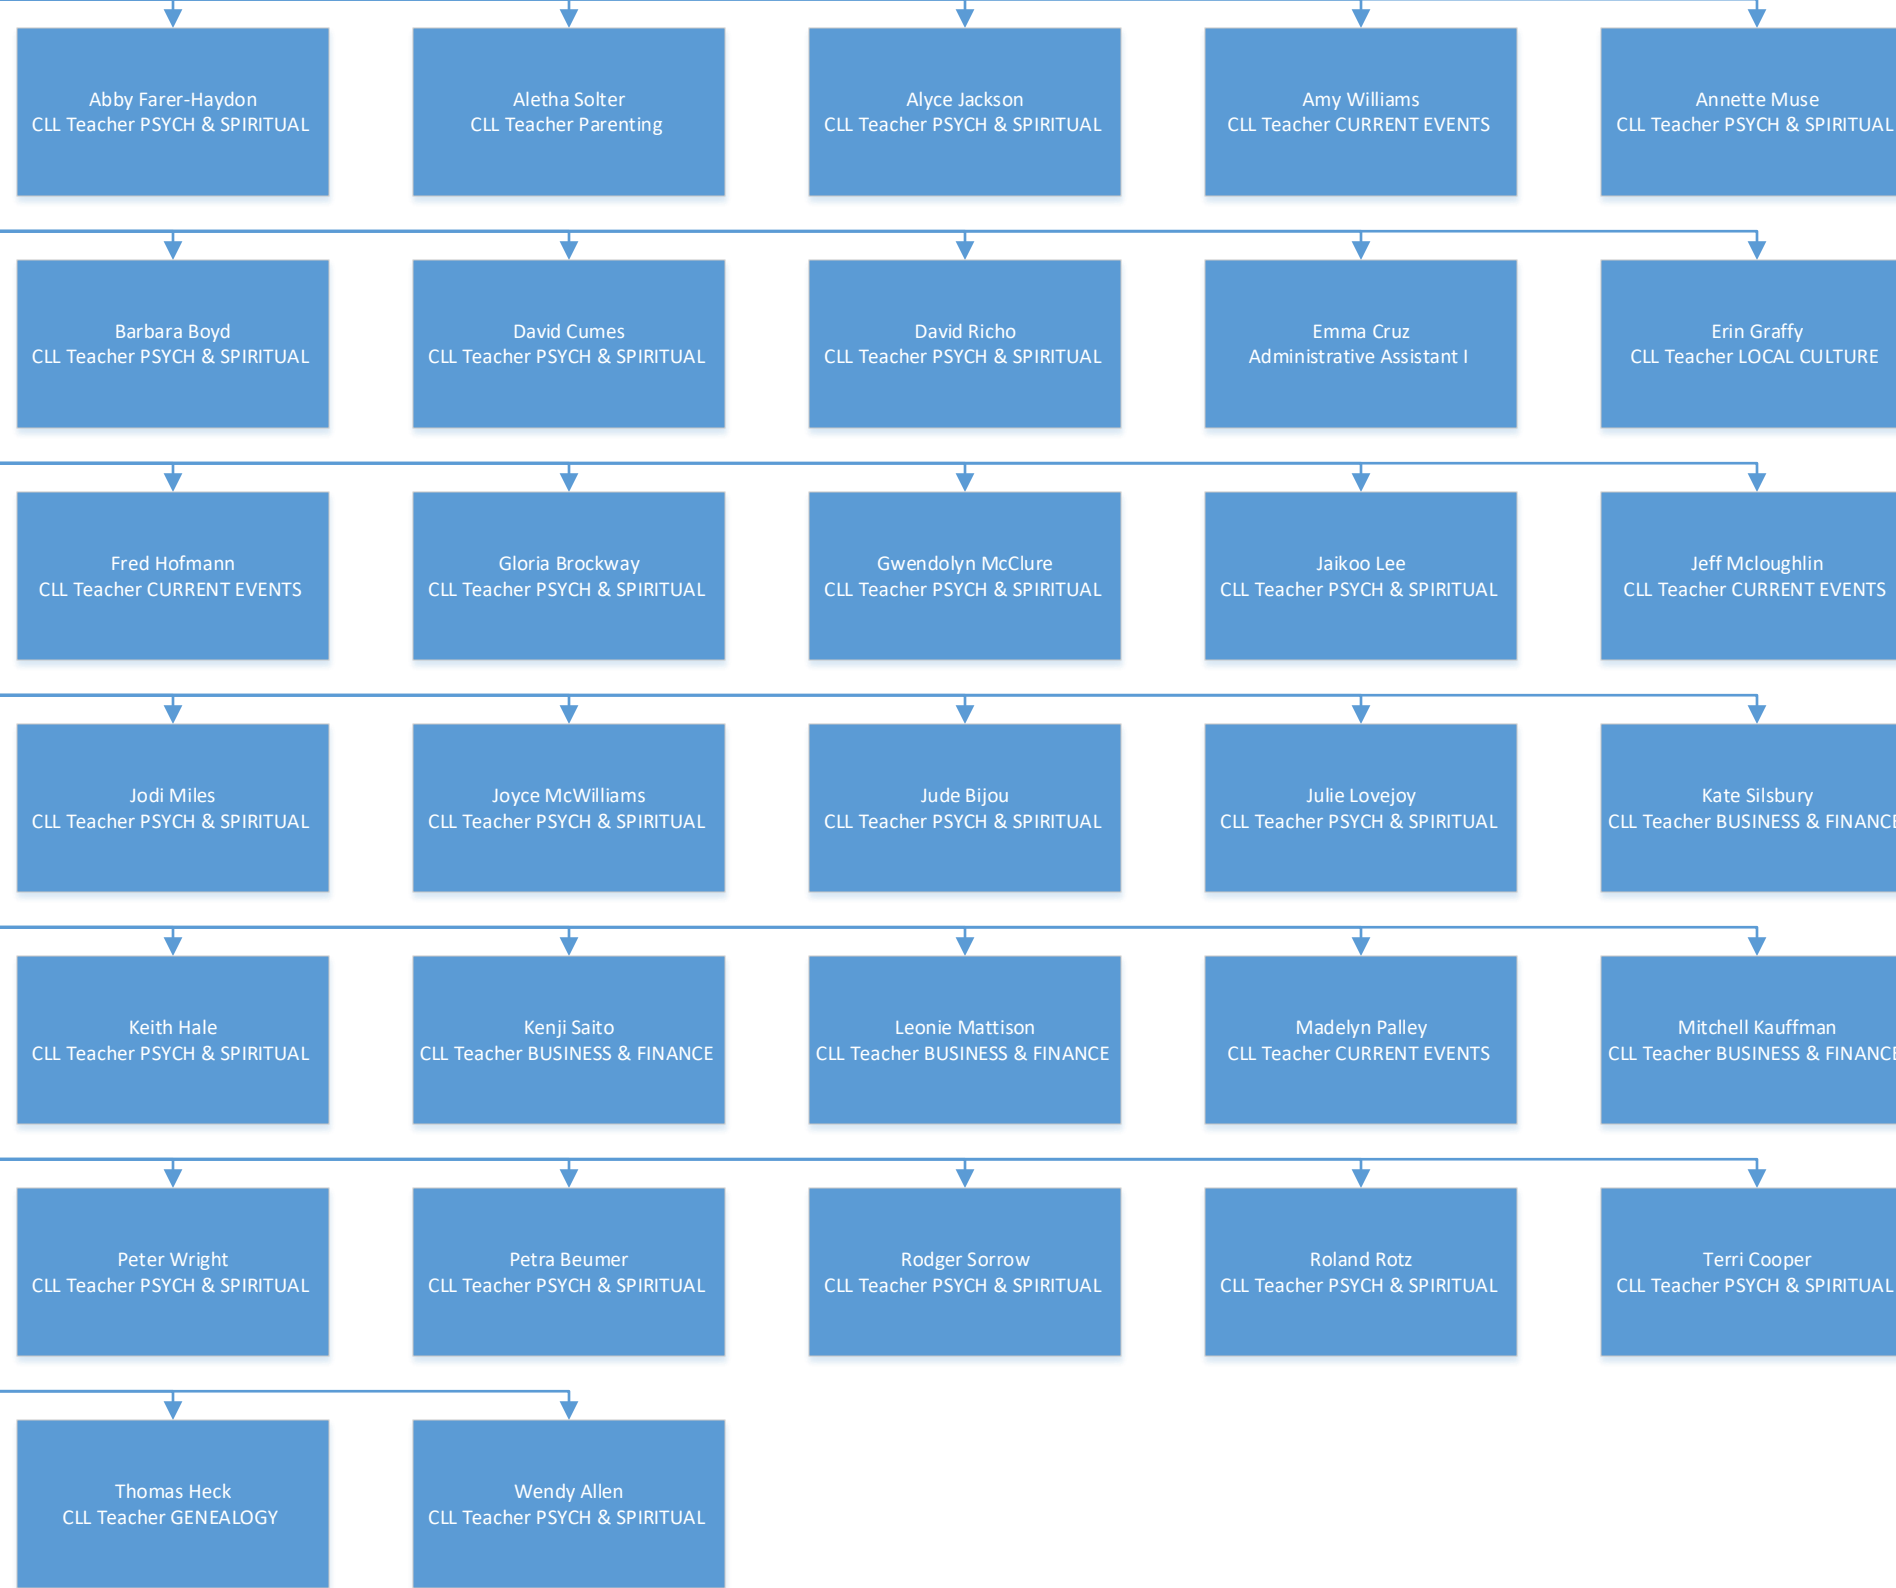 Abby Farer-Haydon
CLL Teacher PSYCH & SPIRITUAL
Aletha Solter
CLL Teacher Parenting
Alyce Jackson
CLL Teacher PSYCH & SPIRITUAL
Amy Williams
CLL Teacher CURRENT EVENTS
Annette Muse
CLL Teacher PSYCH & SPIRITUAL
Barbara Boyd
CLL Teacher PSYCH & SPIRITUAL
David Cumes
CLL Teacher PSYCH & SPIRITUAL
David Richo
CLL Teacher PSYCH & SPIRITUAL
Emma Cruz
Administrative Assistant I
Erin Graffy
CLL Teacher LOCAL CULTURE
Fred Hofmann
CLL Teacher CURRENT EVENTS
Gloria Brockway
CLL Teacher PSYCH & SPIRITUAL
Gwendolyn McClure
CLL Teacher PSYCH & SPIRITUAL
Jaikoo Lee
CLL Teacher PSYCH & SPIRITUAL
Jeff Mcloughlin
CLL Teacher CURRENT EVENTS
Jodi Miles
CLL Teacher PSYCH & SPIRITUAL
Joyce McWilliams
CLL Teacher PSYCH & SPIRITUAL
Jude Bijou
CLL Teacher PSYCH & SPIRITUAL
Julie Lovejoy
CLL Teacher PSYCH & SPIRITUAL
Kate Silsbury
CLL Teacher BUSINESS & FINANCE
Keith Hale
CLL Teacher PSYCH & SPIRITUAL
Kenji Saito
CLL Teacher BUSINESS & FINANCE
Leonie Mattison
CLL Teacher BUSINESS & FINANCE
Madelyn Palley
CLL Teacher CURRENT EVENTS
Mitchell Kauffman
CLL Teacher BUSINESS & FINANCE
Peter Wright
CLL Teacher PSYCH & SPIRITUAL
Petra Beumer
CLL Teacher PSYCH & SPIRITUAL
Rodger Sorrow
CLL Teacher PSYCH & SPIRITUAL
Roland Rotz
CLL Teacher PSYCH & SPIRITUAL
Terri Cooper
CLL Teacher PSYCH & SPIRITUAL
Thomas Heck
CLL Teacher GENEALOGY
Wendy Allen
CLL Teacher PSYCH & SPIRITUAL